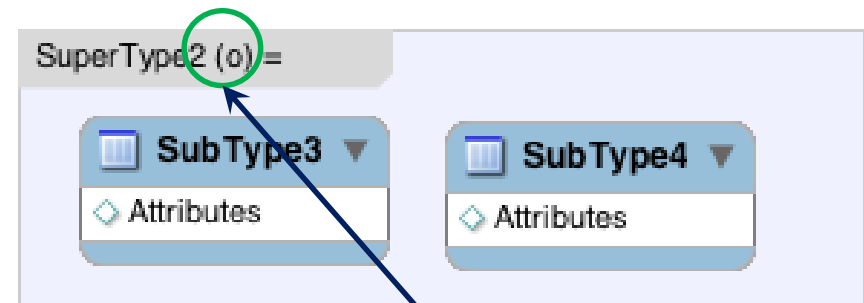 SuperType2 (o) =
SubType3
SubType4
Attributes
Attributes